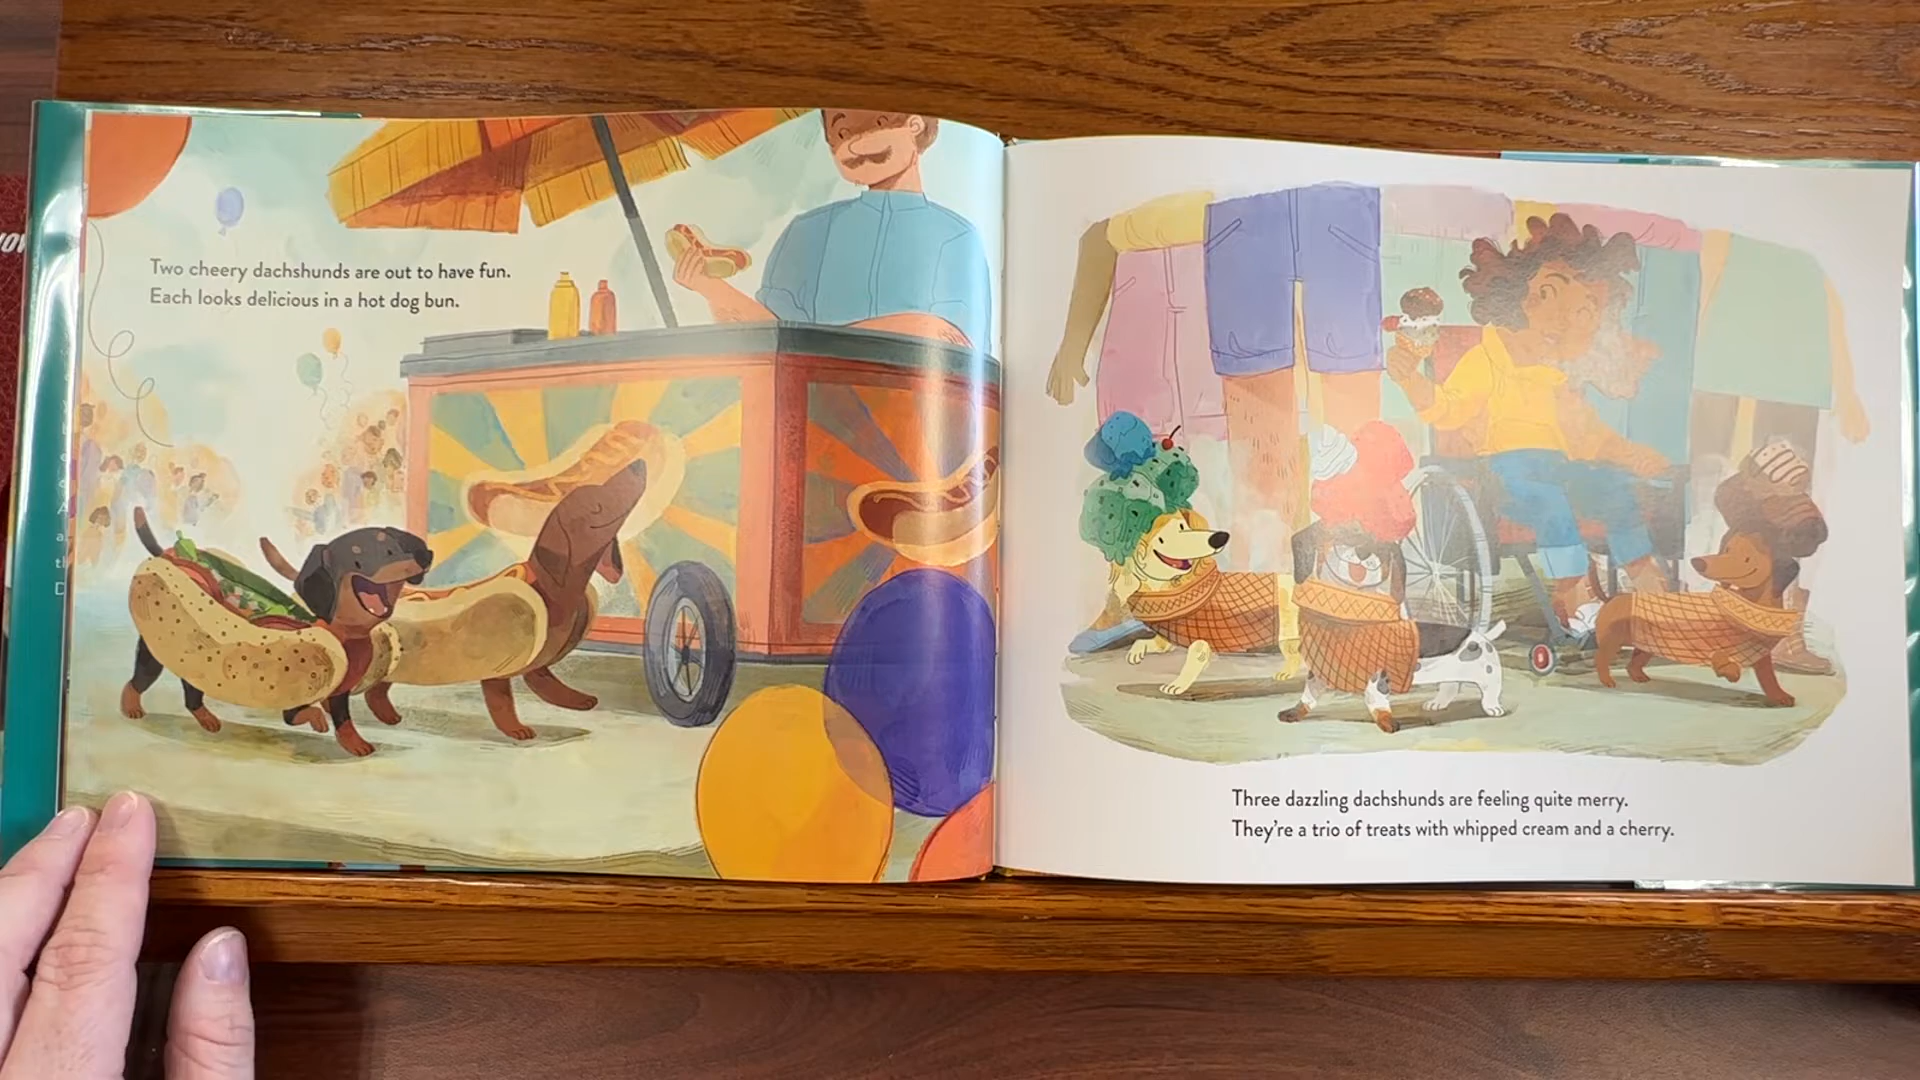 Two cheery dachshunds are out to have fun.
Each looks delicious in a hot dog bun.
Three dazzling dachshunds are feeling quite merry.
They're a trio of treats with whipped cream and a cherry.